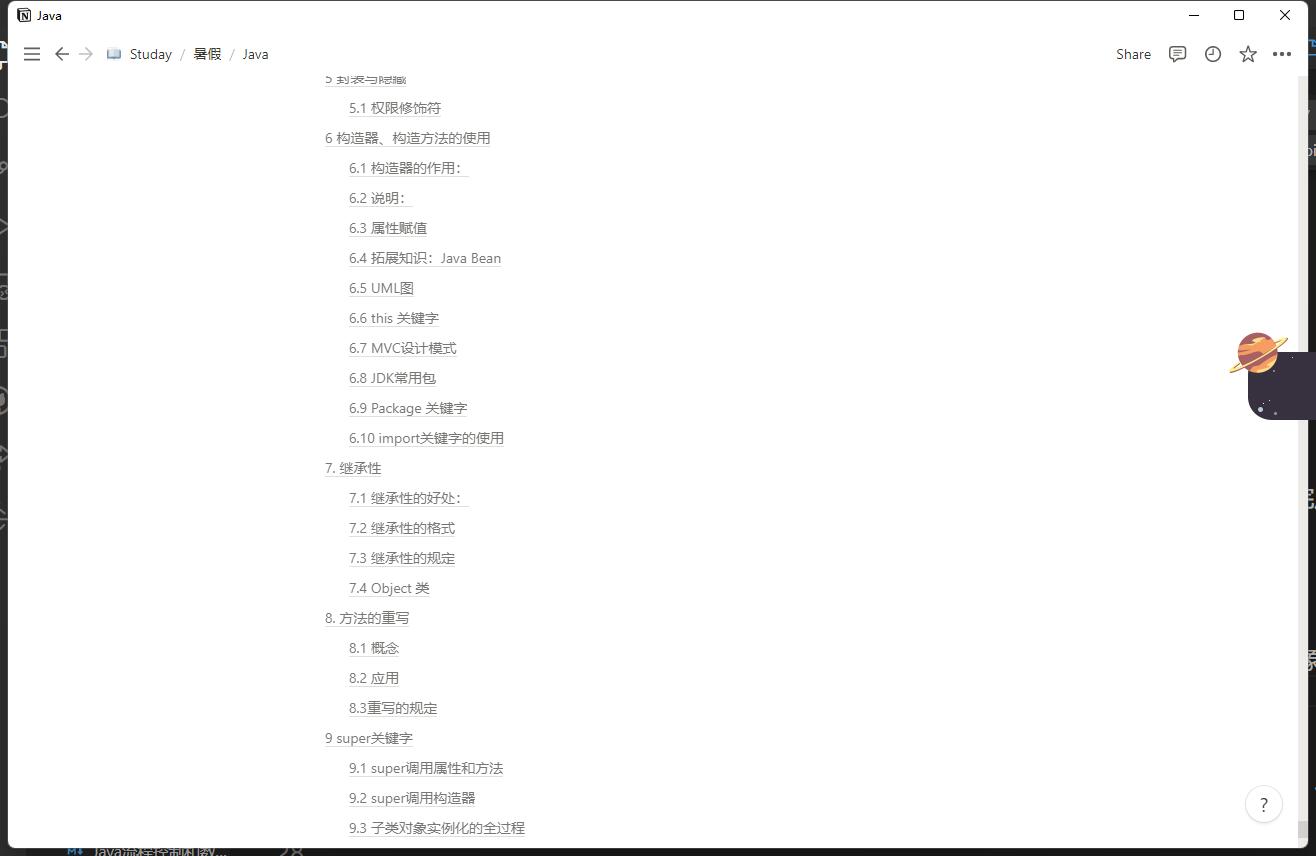 Java
Studay / 暑假 / Java
Share
5 封装与隐藏
5.1 权限修饰符
6 构造器、构造方法的使用
6.1 构造器的作用：
6.2 说明：
6.3 属性赋值
6.4 拓展知识：Java Bean
6.5 UML图
6.6 this 关键字
6.7 MVC设计模式
6.8 JDK常用包
6.9 Package 关键字
6.10 import关键字的使用
7. 继承性
7.1 继承性的好处：
7.2 继承性的格式
7.3 继承性的规定
7.4 Object 类
8. 方法的重写
8.1 概念
8.2 应用
8.3重写的规定
9 super关键字
9.1 super调用属性和方法
9.2 super调用构造器
9.3 子类对象实例化的全过程
?
Java流程控制和数...
28